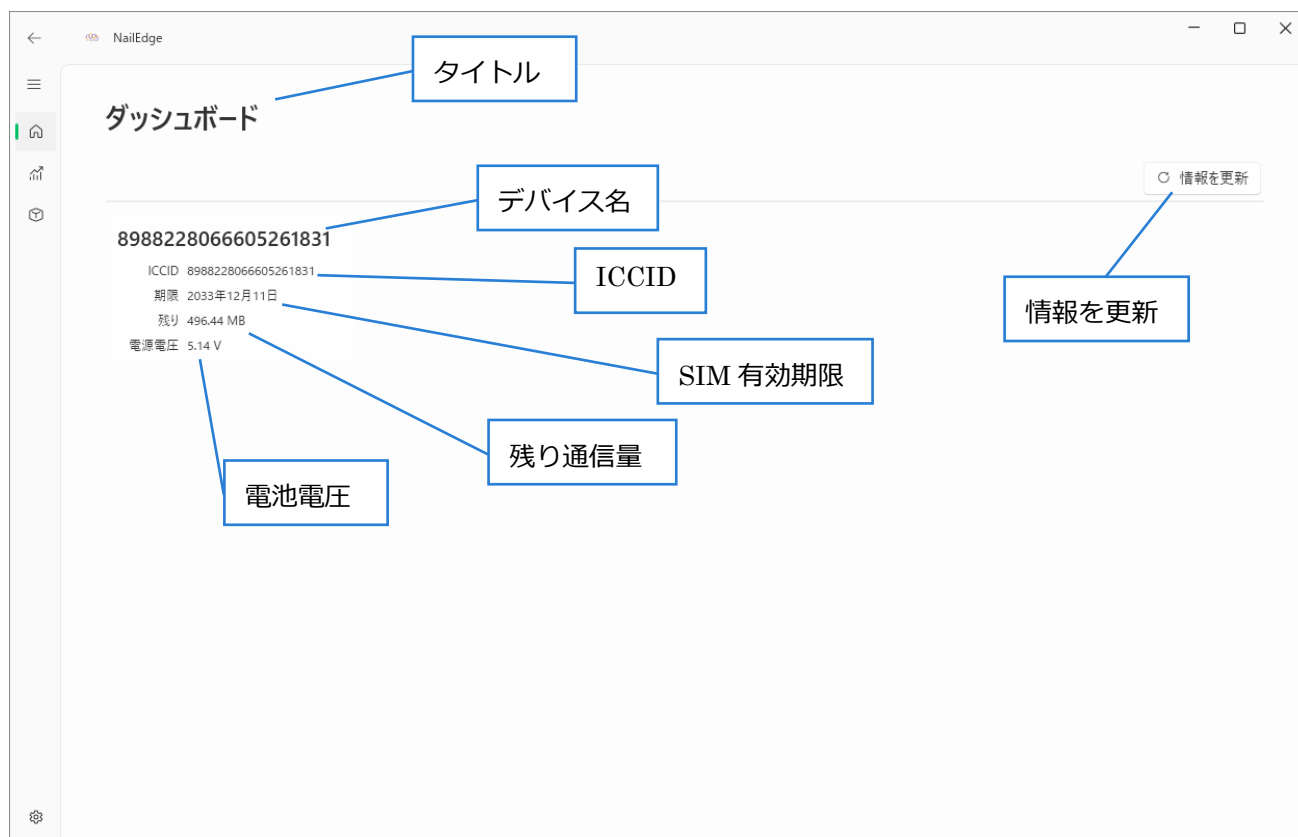 NailEdge
タイトル
ダッシュボード
情報を更新
デバイス名
8988228066605261831
ICCID 8988228066605261831
ICCID
期限 2033年12月11日
情報を更新
残り 496.44 MB
電源電圧 5.14 V
SIM 有効期限
残り通信量
電池電圧